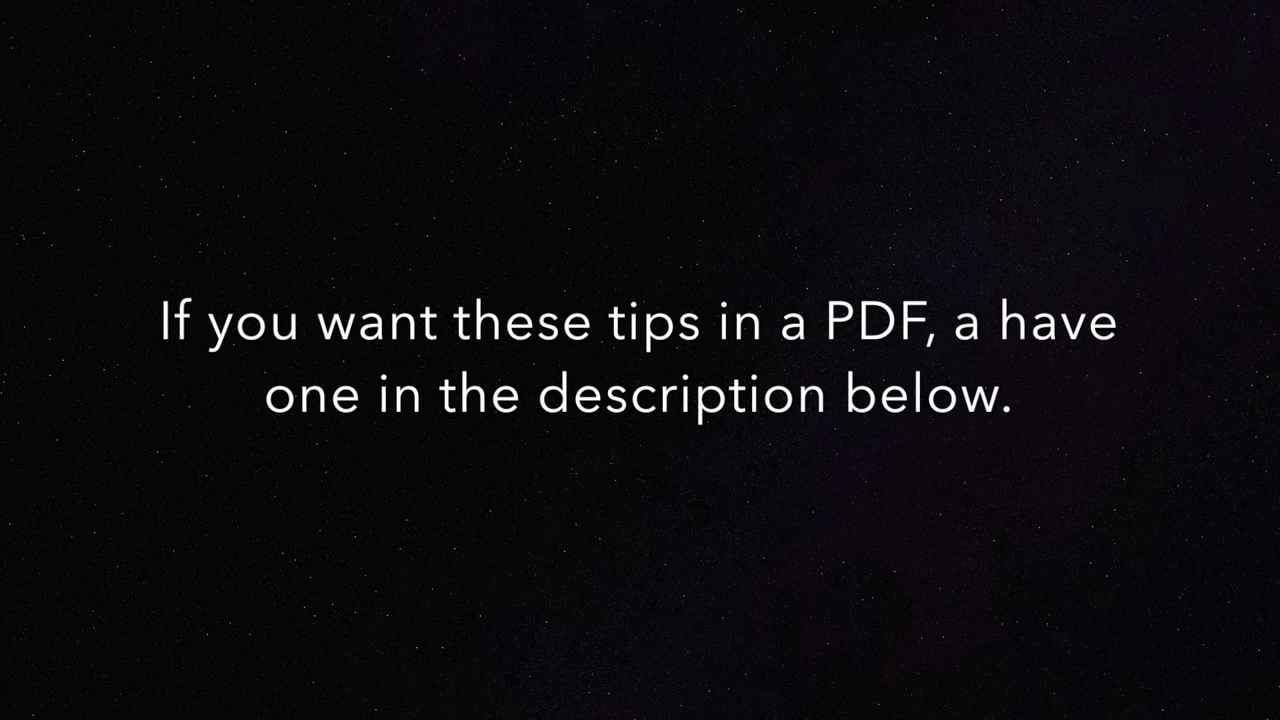 If you want these tips in a PDF, a have
one in the description below.